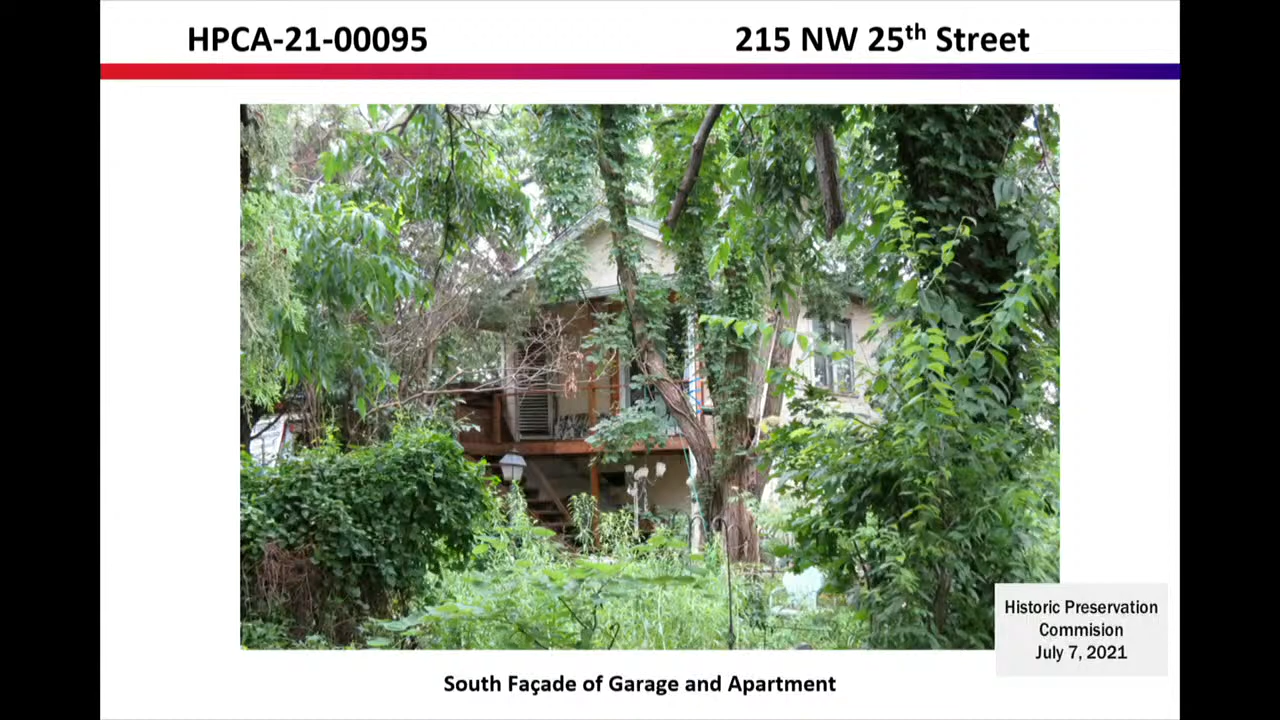 HPCA-21-00095 215 NW 25th Street
Historic Preservation
Commision
July 7, 2021
South Façade of Garage and Apartment